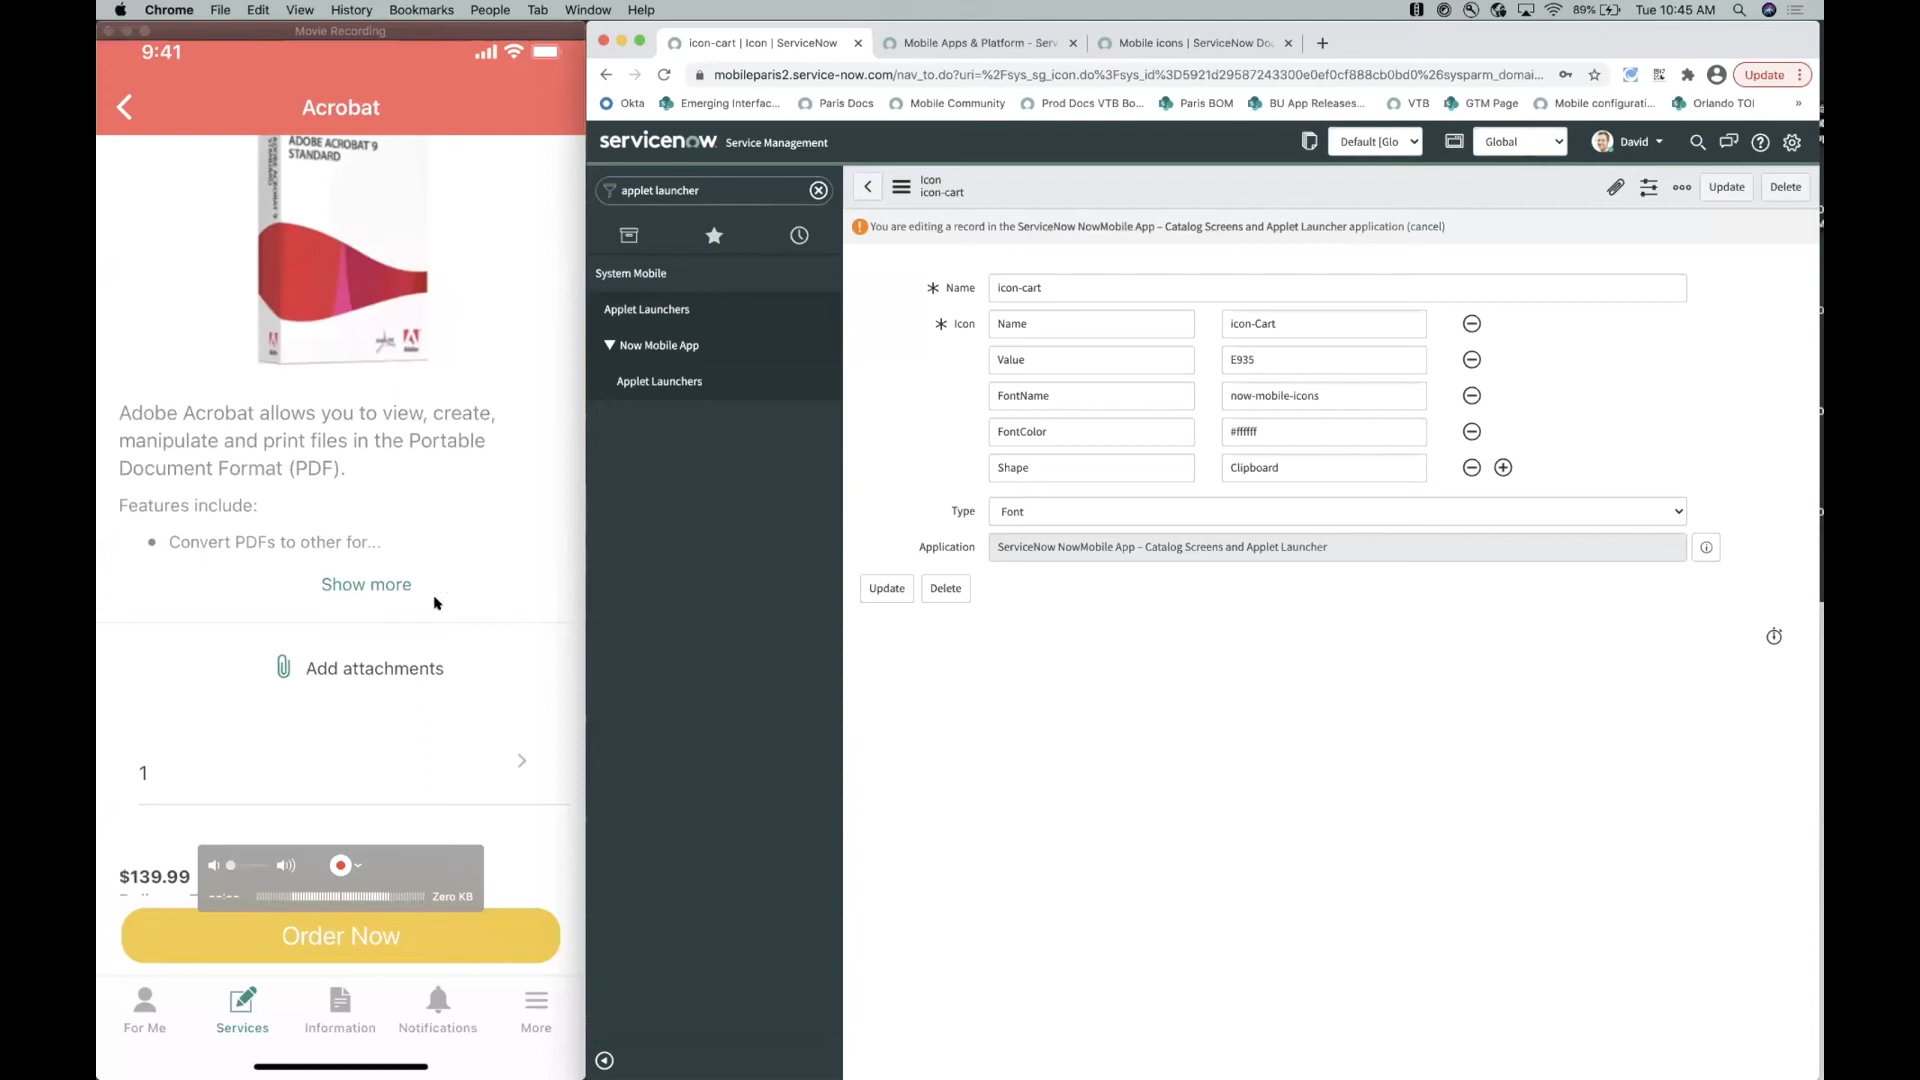 Chrome File Edit View History Bookmarks People Tab Window Help
89% Tue 10:45 AM
Movie Recording
9:41
Acrobat
ADOBE ACROBAT 9
STANDARD
Adobe Acrobat allows you to view, create,
manipulate and print files in the Portable
Document Format (PDF).
Features include:
Convert PDFs to other for...
Show more
Add attachments
1
$139.99
--:-- Zero KB
Order Now
For Me Services Information Notifications More
icon-cart | Icon | ServiceNow
Mobile Apps & Platform - Serv
Mobile icons | ServiceNow Doc
mobileparis2.service-now.com/nav_to.do?uri=%2Fsys_sg_icon.do%3Fsys_id%3D5921d29587243300e0ef0cf888cb0bd0%26sysparm_domai...
Update
Okta Emerging Interfac... Paris Docs Mobile Community Prod Docs VTB Bo... Paris BOM BU App Releases... VTB GTM Page Mobile configurati... Orlando TOI »
servicenow Service Management
Default [Glo Global David
applet launcher
System Mobile
Applet Launchers
Now Mobile App
Applet Launchers
Icon
icon-cart
Update Delete
You are editing a record in the ServiceNow NowMobile App – Catalog Screens and Applet Launcher application (cancel)
Name icon-cart
Icon Name icon-Cart
Value E935
FontName now-mobile-icons
FontColor #ffffff
Shape Clipboard
Type Font
Application ServiceNow NowMobile App – Catalog Screens and Applet Launcher
Update Delete